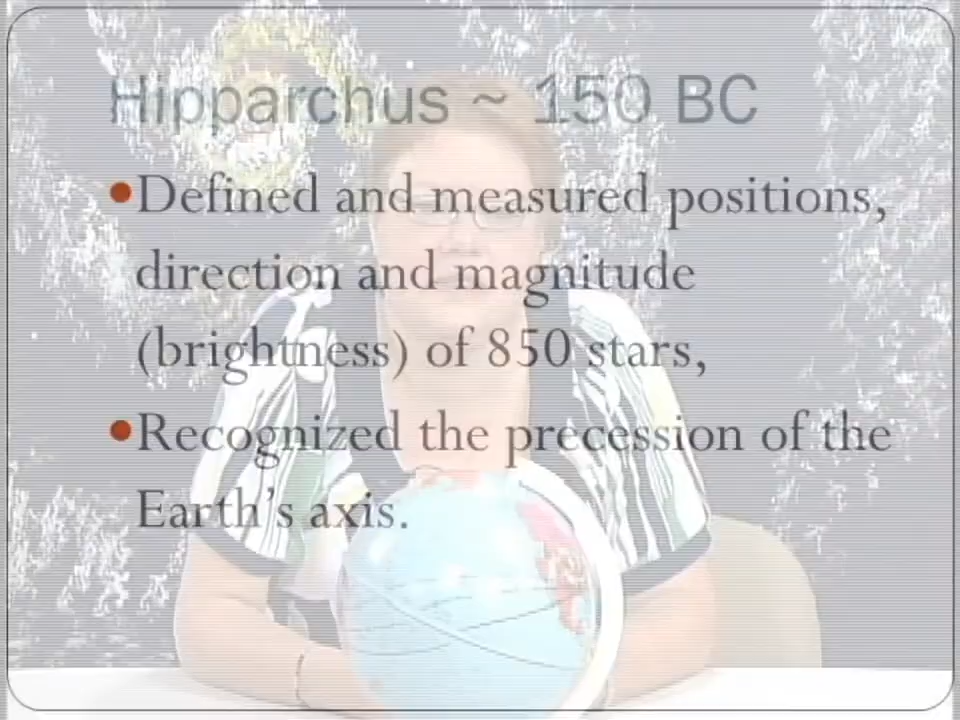 Hipparchus ~ 150 BC
Defined and measured positions,
direction and magnitude
(brightness) of 850 stars,
Recognized the precession of the
Earth's axis.